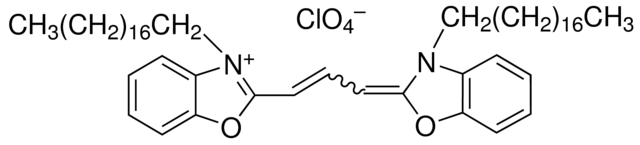 ClO₄⁻
CH₃(CH₂)₁₆CH₂ CH₂(CH₂)₁₆CH₃
N⁺ N
O O